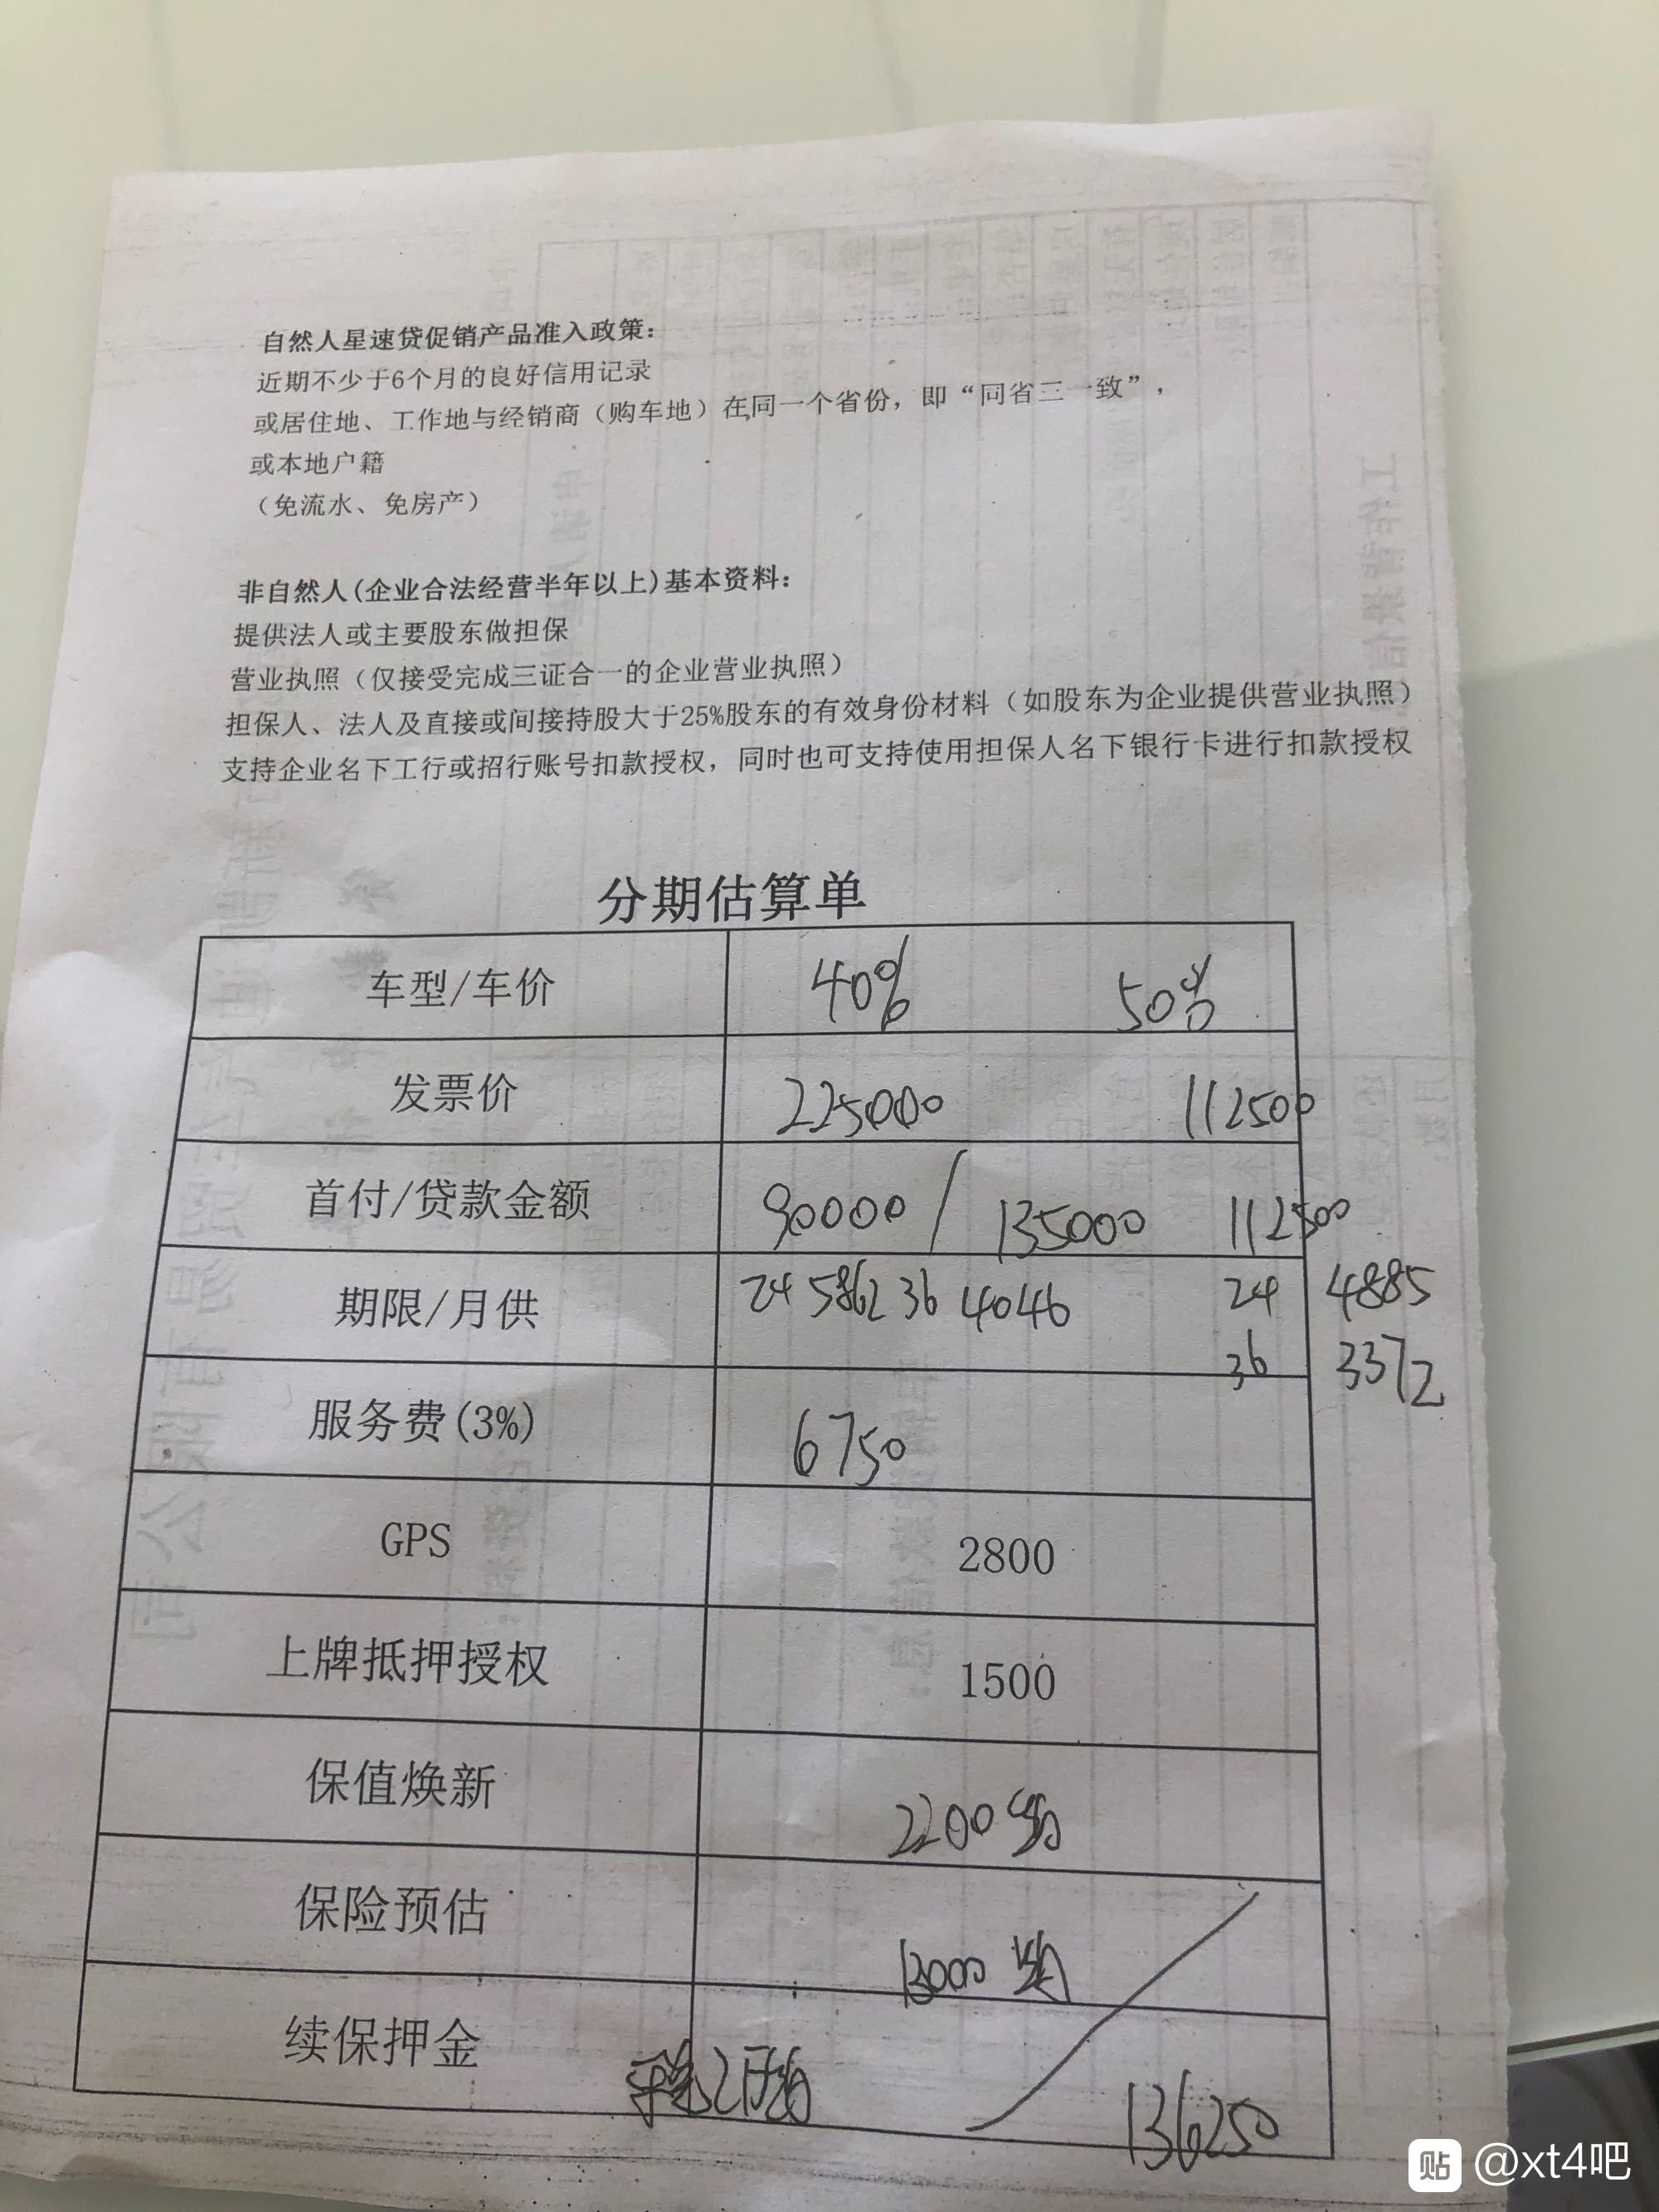 自然人星速贷促销产品准入政策：
近期不少于6个月的良好信用记录
或居住地、工作地与经销商（购车地）在同一个省份，即“同省三一致”，
或本地户籍
（免流水、免房产）
非自然人(企业合法经营半年以上)基本资料：
提供法人或主要股东做担保
营业执照（仅接受完成三证合一的企业营业执照）
担保人、法人及直接或间接持股大于25%股东的有效身份材料（如股东为企业提供营业执照）
支持企业名下工行或招行账号扣款授权，同时也可支持使用担保人名下银行卡进行扣款授权
分期估算单
车型/车价 40% 50%
发票价 225000 112500
首付/贷款金额 90000 / 135000 112500
期限/月供 24 5862 36 4046 24 4885
36 3372
服务费(3%) 6750
GPS 2800
上牌抵押授权 1500
保值焕新 2200
保险预估 13000
续保押金 136250
贴 @xt4吧